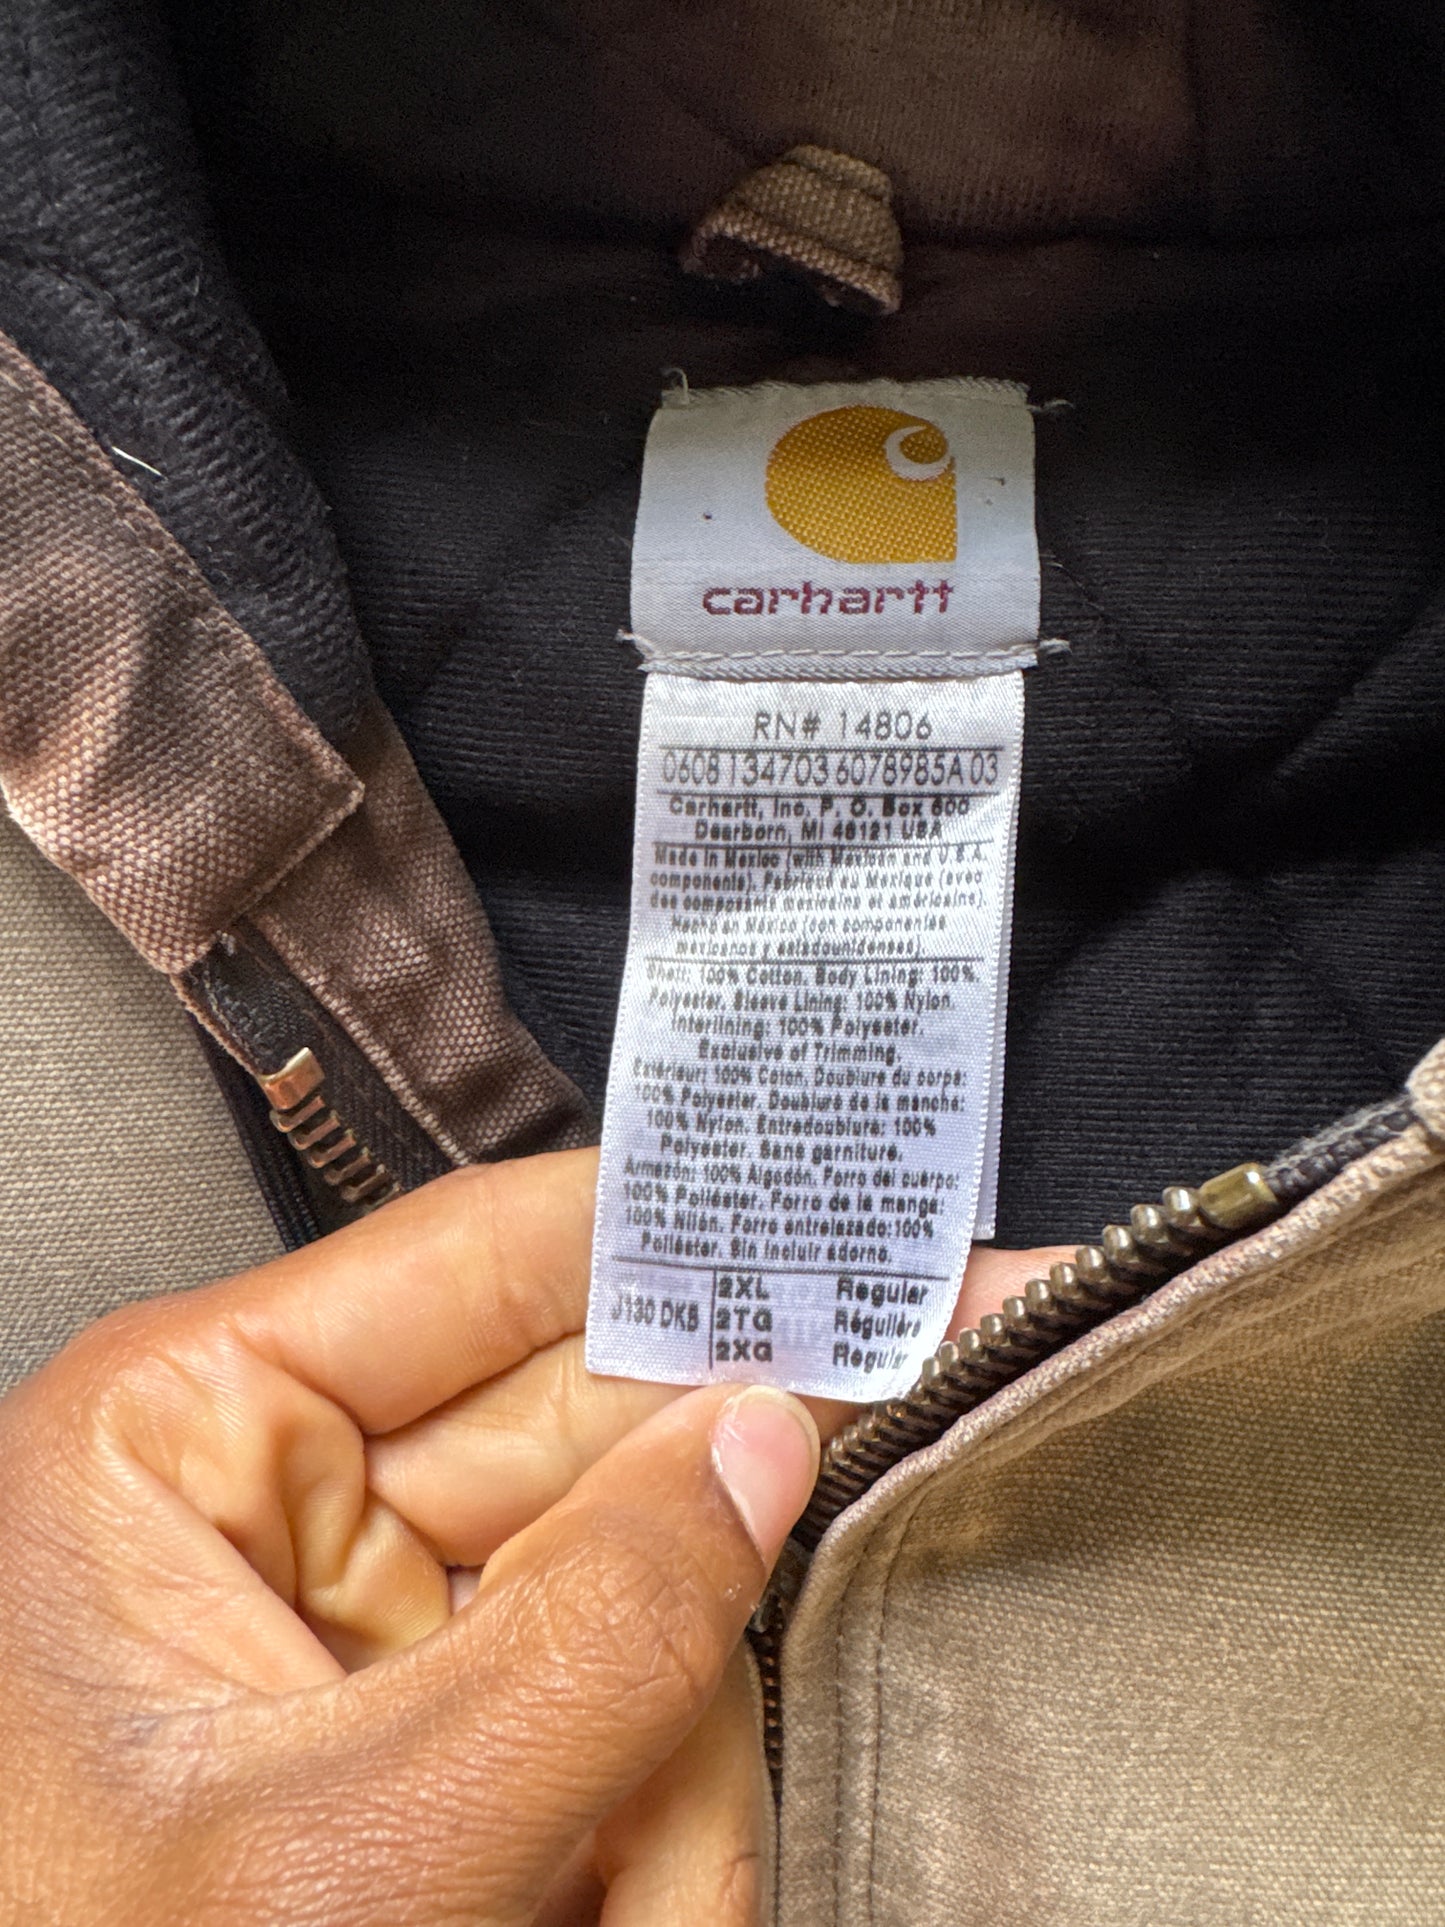 carhartt
RN# 14806
0608 134703 6078985A 03
Carhartt, Inc. P. O. Box 600
Dearborn, MI 48121 USA
Made in Mexico (with Mexican and U.S.A.
components). Fabriqué au Mexique (avec
des composants mexicains et américains).
Hecho en México (con componentes
mexicanos y estadounidenses).
Shell: 100% Cotton. Body Lining: 100%
Polyester. Sleeve Lining: 100% Nylon.
Interlining: 100% Polyester.
Exclusive of Trimming.
Extérieur: 100% Coton. Doublure du corps:
100% Polyester. Doublure de la manche:
100% Nylon. Entredoublure: 100%
Polyester. Sans garniture.
Armazón: 100% Algodón. Forro del cuerpo:
100% Poliéster. Forro de la manga:
100% Nilón. Forro entrelazado:100%
Poliéster. Sin incluir adorno.
2XL Regular
J130 DKB 2TG Régulière
2XG Regular